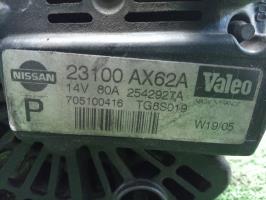 NISSAN
23100 AX62A
Valeo
14V 80A 2542927A
P
705100416 TG8S019
W19/05